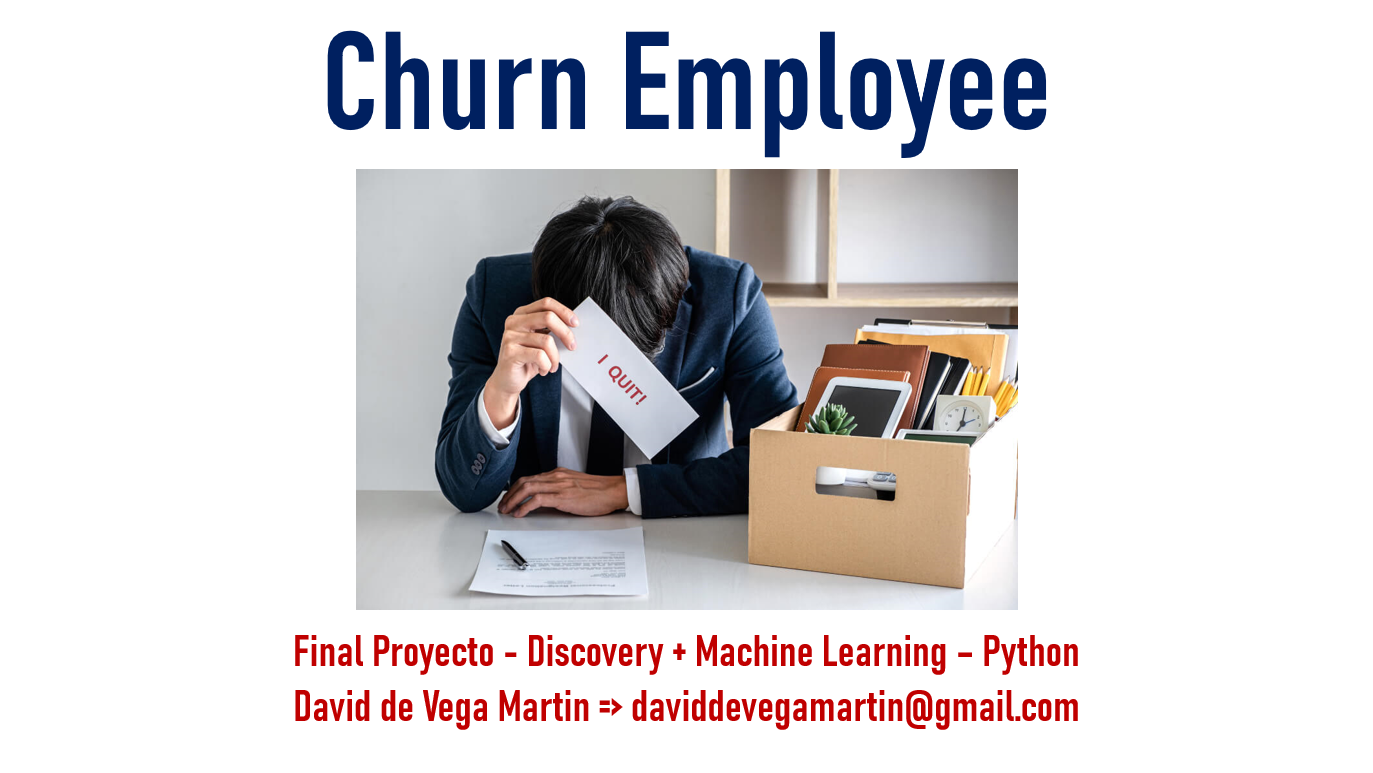 Churn Employee
I QUIT!
Final Proyecto - Discovery + Machine Learning – Python
David de Vega Martin => daviddevegamartin@gmail.com